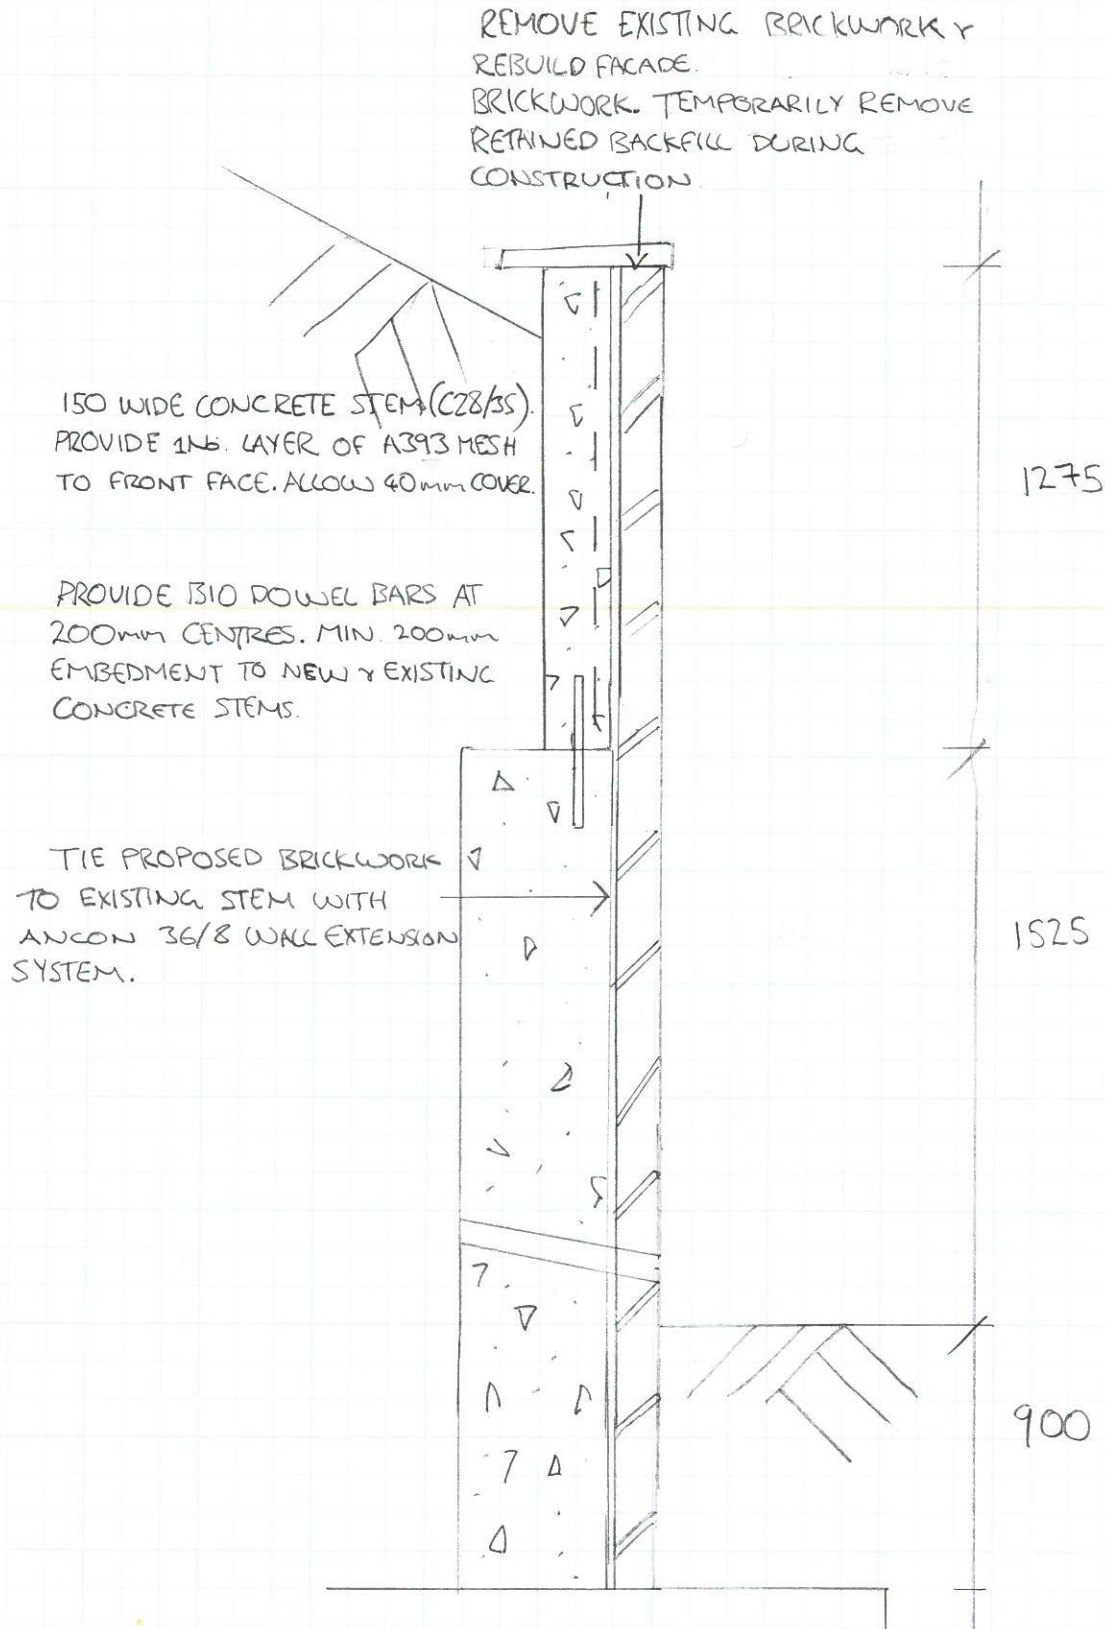 REMOVE EXISTING BRICKWORK &
REBUILD FACADE.
BRICKWORK. TEMPORARILY REMOVE
RETAINED BACKFILL DURING
CONSTRUCTION
150 WIDE CONCRETE STEM (C28/35).
PROVIDE 1No. LAYER OF A393 MESH
TO FRONT FACE. ALLOW 40mm COVER.
1275
PROVIDE B10 DOWEL BARS AT
200mm CENTRES. MIN. 200mm
EMBEDMENT TO NEW & EXISTING
CONCRETE STEMS.
TIE PROPOSED BRICKWORK
TO EXISTING STEM WITH
ANCON 36/8 WALL EXTENSION
SYSTEM.
1525
900